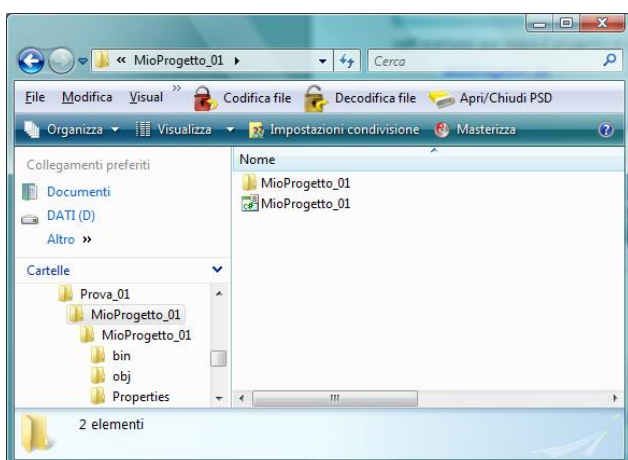 « MioProgetto_01
Cerca
File Modifica Visual » Codifica file Decodifica file Apri/Chiudi PSD
Organizza Visualizza Impostazioni condivisione Masterizza
Collegamenti preferiti
Documenti
DATI (D)
Altro »
Cartelle
Prova_01
MioProgetto_01
MioProgetto_01
bin
obj
Properties
Nome
MioProgetto_01
MioProgetto_01
2 elementi